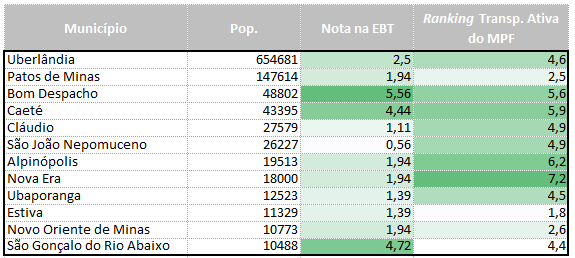 Município Pop. Nota na EBT Ranking Transp. Ativa do MPF
Uberlândia 654681 2,5 4,6
Patos de Minas 147614 1,94 2,5
Bom Despacho 48802 5,56 5,6
Caeté 43395 4,44 5,9
Cláudio 27579 1,11 4,9
São João Nepomuceno 26227 0,56 4,9
Alpinópolis 19513 1,94 6,2
Nova Era 18000 1,94 7,2
Ubaporanga 12523 1,39 4,5
Estiva 11329 1,39 1,8
Novo Oriente de Minas 10773 1,94 2,6
São Gonçalo do Rio Abaixo 10488 4,72 4,4